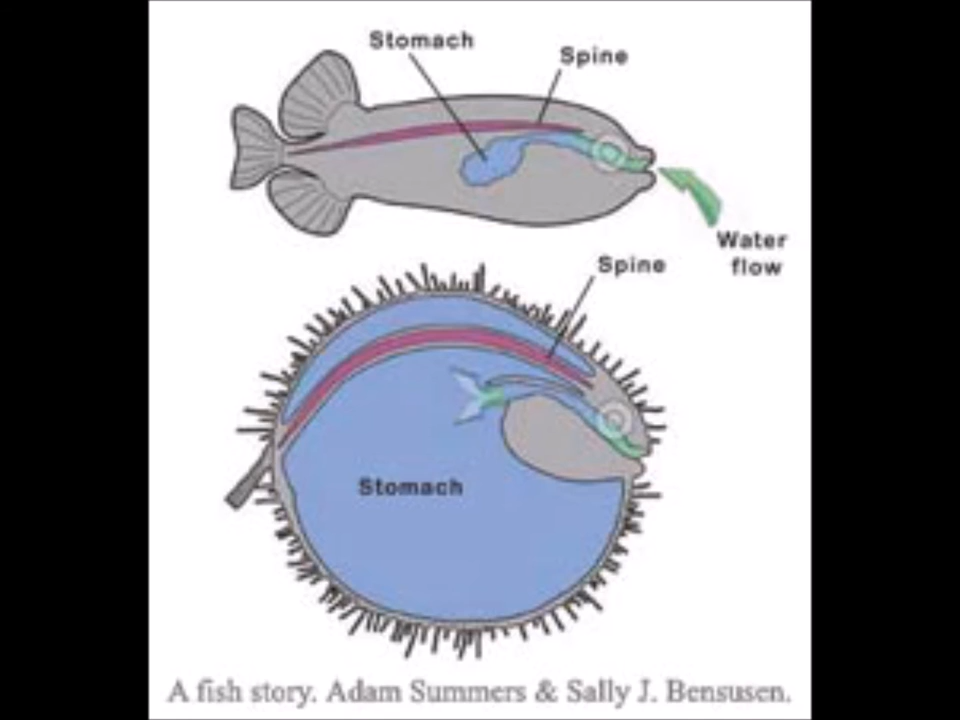 Stomach
Spine
Water
flow
Spine
Stomach
A fish story. Adam Summers & Sally J. Bensusen.